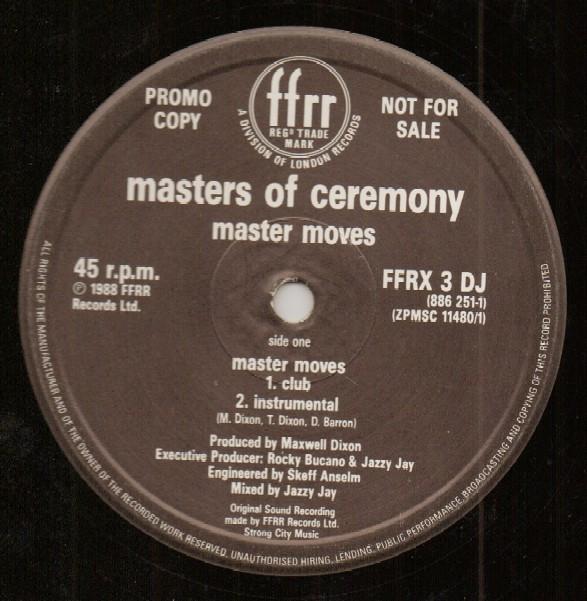 PROMO
COPY
ffrr
REGD TRADE
MARK
A DIVISION OF LONDON RECORDS
NOT FOR
SALE
masters of ceremony
master moves
45 r.p.m.
℗ 1988 FFRR
Records Ltd.
FFRX 3 DJ
(886 251-1)
(ZPMSC 11480/1)
side one
master moves
1. club
2. instrumental
(M. Dixon, T. Dixon, D. Barron)
Produced by Maxwell Dixon
Executive Producer: Rocky Bucano & Jazzy Jay
Engineered by Skeff Anselm
Mixed by Jazzy Jay
Original Sound Recording
made by FFRR Records Ltd.
Strong City Music
ALL RIGHTS OF THE MANUFACTURER AND OF THE OWNER OF THE RECORDED WORK RESERVED. UNAUTHORISED HIRING, LENDING, PUBLIC PERFORMANCE, BROADCASTING AND COPYING OF THIS RECORD PROHIBITED